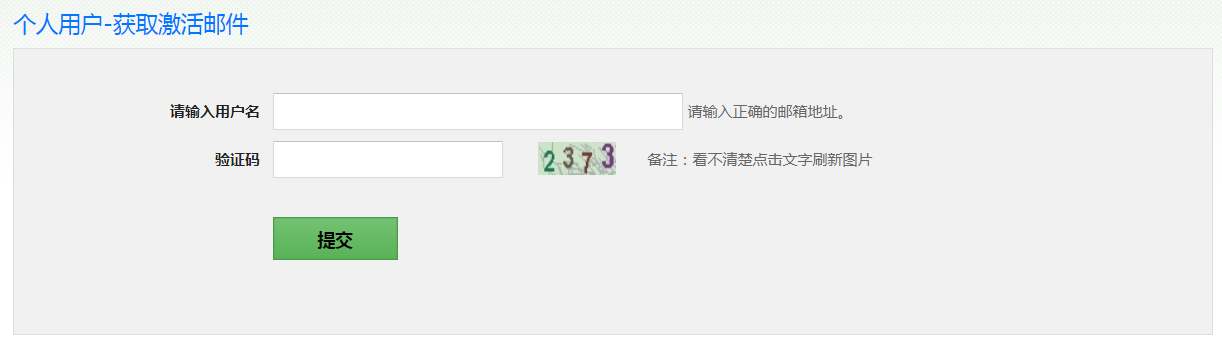 个人用户-获取激活邮件
请输入用户名 请输入正确的邮箱地址。
验证码 2373 备注：看不清楚点击文字刷新图片
提交